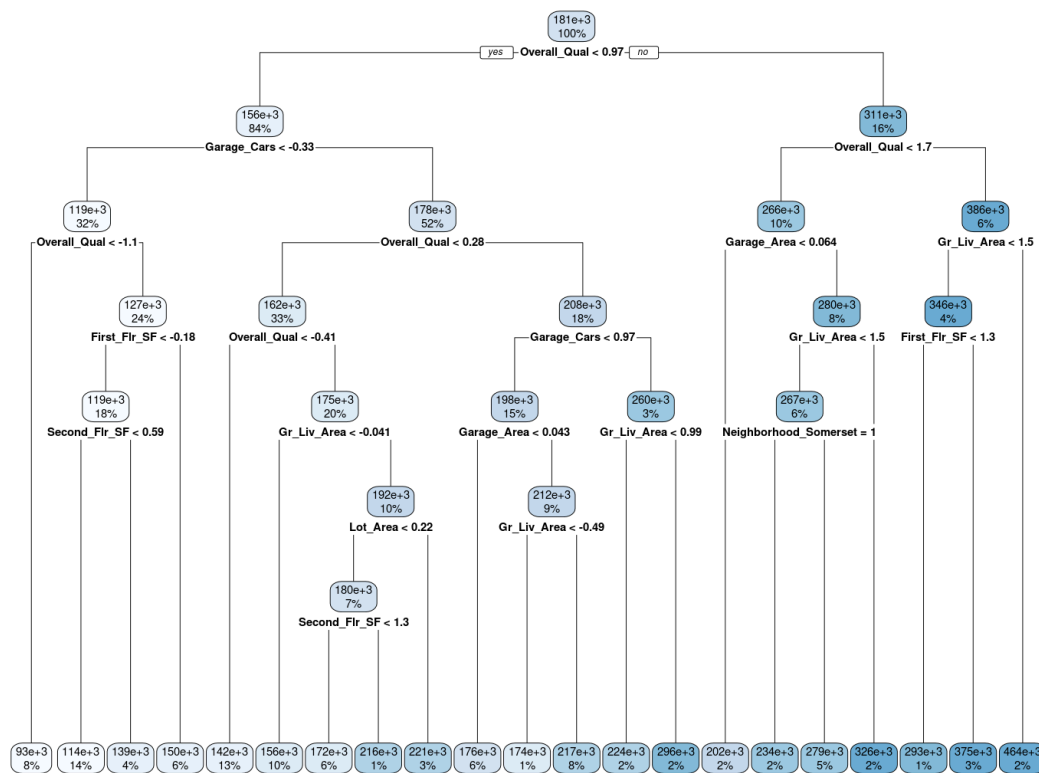 181e+3
100%
yes Overall_Qual < 0.97 no
156e+3
84%
311e+3
16%
Garage_Cars < -0.33
Overall_Qual < 1.7
119e+3
32%
178e+3
52%
266e+3
10%
386e+3
6%
Overall_Qual < -1.1
Overall_Qual < 0.28
Garage_Area < 0.064
Gr_Liv_Area < 1.5
127e+3
24%
162e+3
33%
208e+3
18%
280e+3
8%
346e+3
4%
First_Flr_SF < -0.18
Overall_Qual < -0.41
Garage_Cars < 0.97
Gr_Liv_Area < 1.5
First_Flr_SF < 1.3
119e+3
18%
175e+3
20%
198e+3
15%
260e+3
3%
267e+3
6%
Second_Flr_SF < 0.59
Gr_Liv_Area < -0.041
Garage_Area < 0.043
Gr_Liv_Area < 0.99
Neighborhood_Somerset = 1
192e+3
10%
212e+3
9%
Lot_Area < 0.22
Gr_Liv_Area < -0.49
180e+3
7%
Second_Flr_SF < 1.3
93e+3
8%
114e+3
14%
139e+3
4%
150e+3
6%
142e+3
13%
156e+3
10%
172e+3
6%
216e+3
1%
221e+3
3%
176e+3
6%
174e+3
1%
217e+3
8%
224e+3
2%
296e+3
2%
202e+3
2%
234e+3
2%
279e+3
5%
326e+3
2%
293e+3
1%
375e+3
3%
464e+3
2%